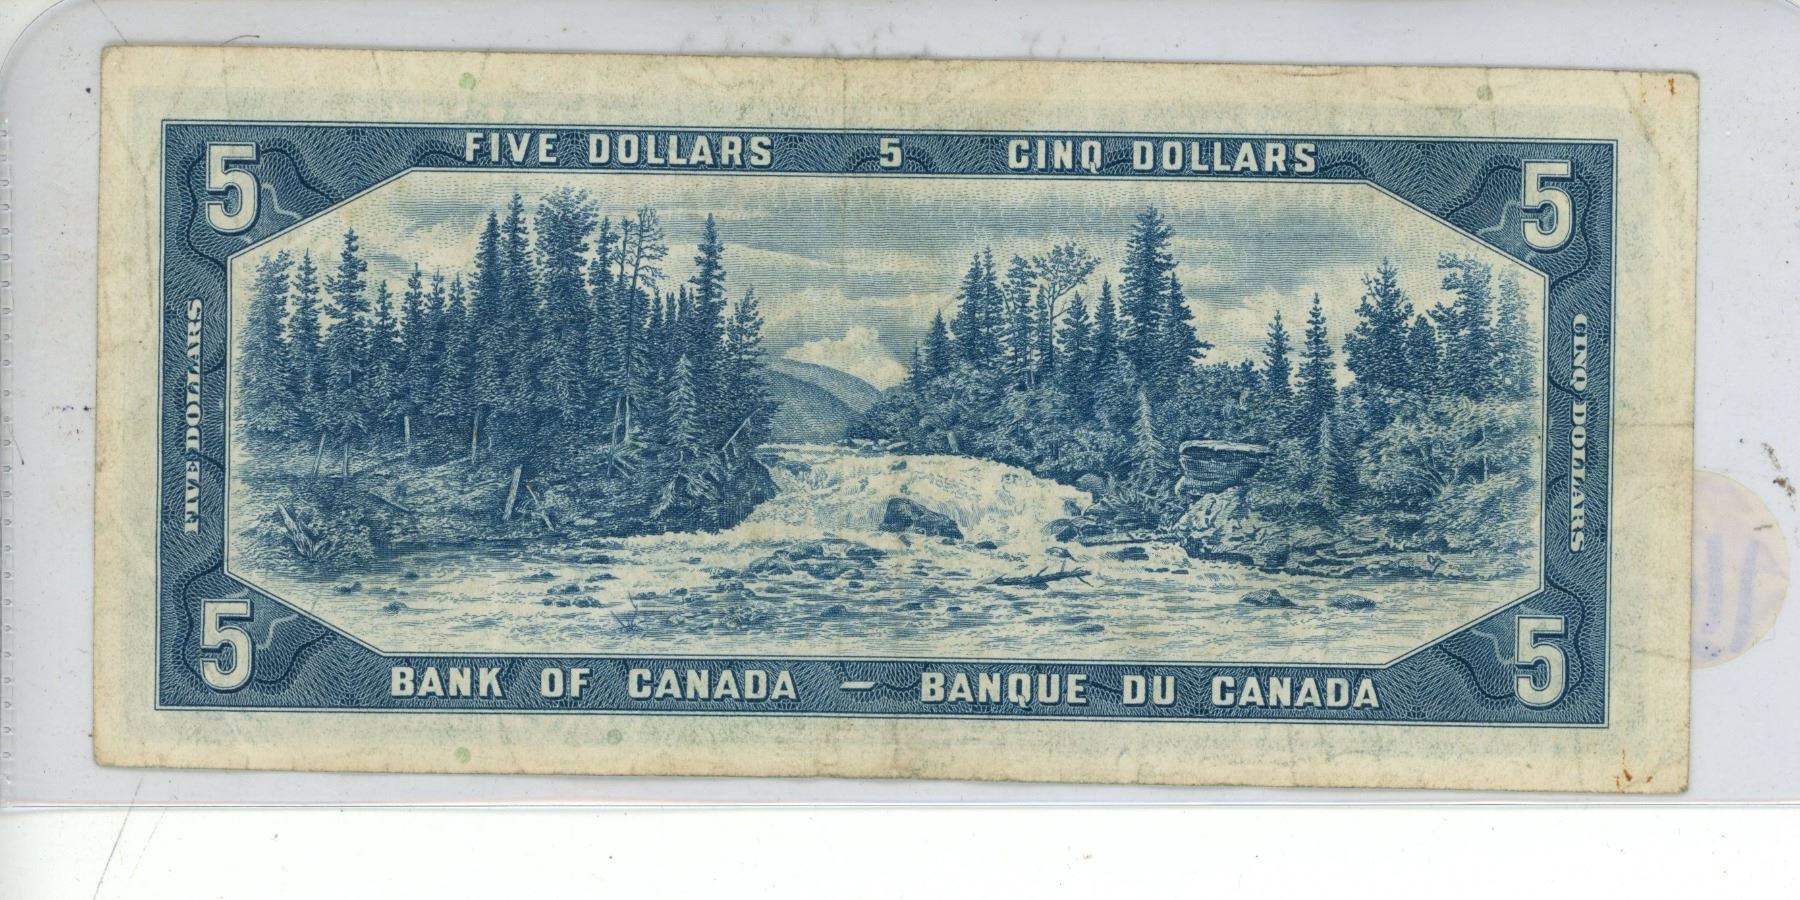 FIVE DOLLARS 5 CINQ DOLLARS
5
5
FIVE DOLLARS
CINQ DOLLARS
5
5
BANK OF CANADA – BANQUE DU CANADA